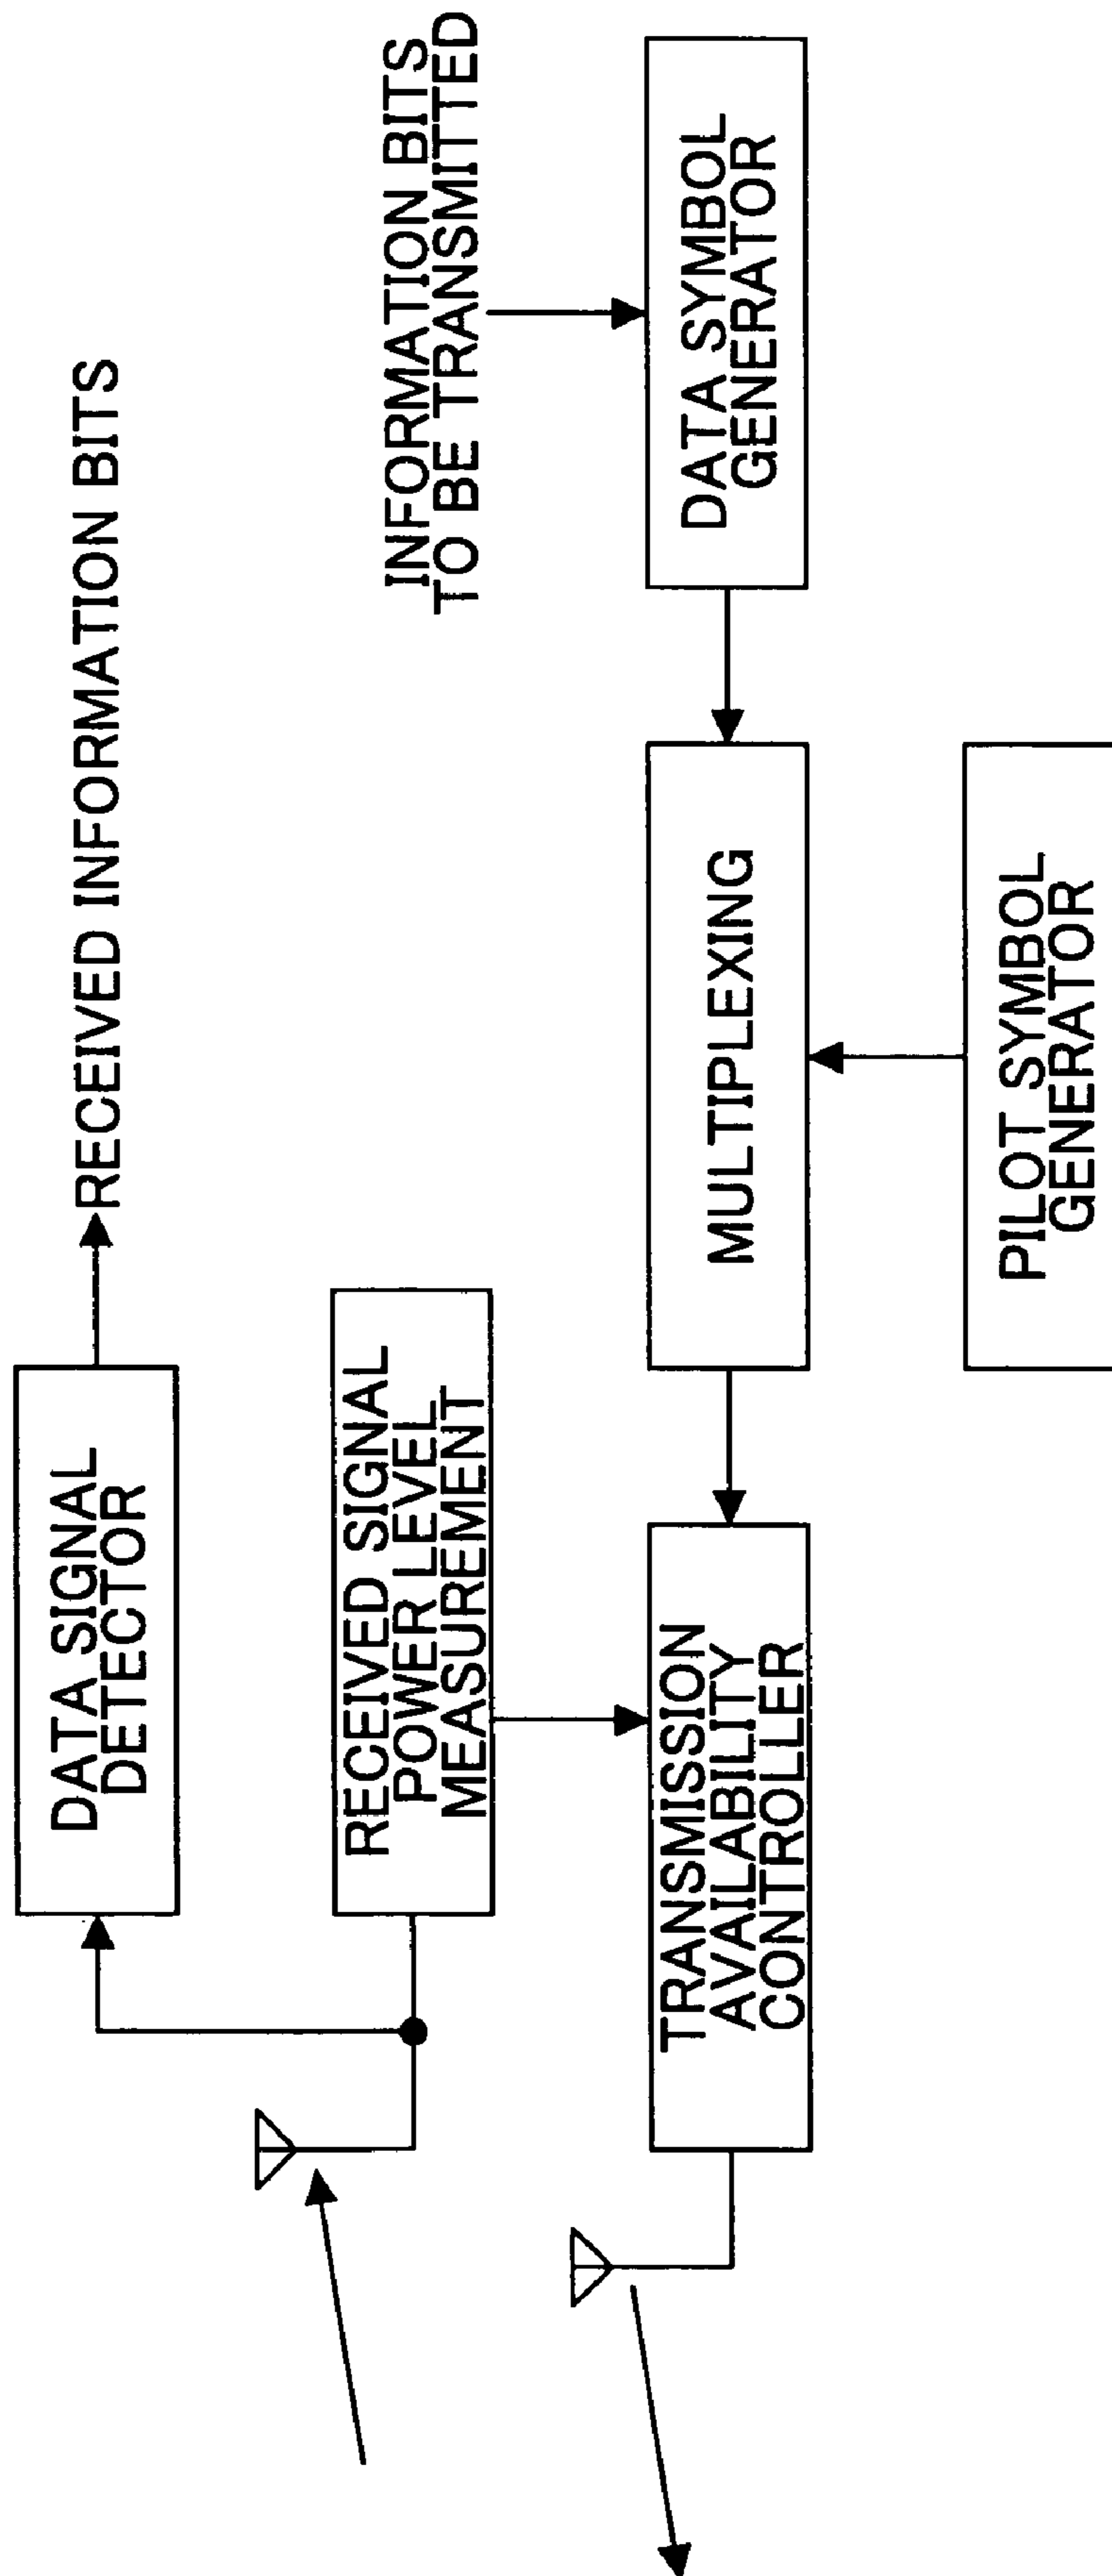 DATA SIGNAL
DETECTOR
RECEIVED INFORMATION BITS
RECEIVED SIGNAL
POWER LEVEL
MEASUREMENT
INFORMATION BITS
TO BE TRANSMITTED
TRANSMISSION
AVAILABILITY
CONTROLLER
MULTIPLEXING
DATA SYMBOL
GENERATOR
PILOT SYMBOL
GENERATOR